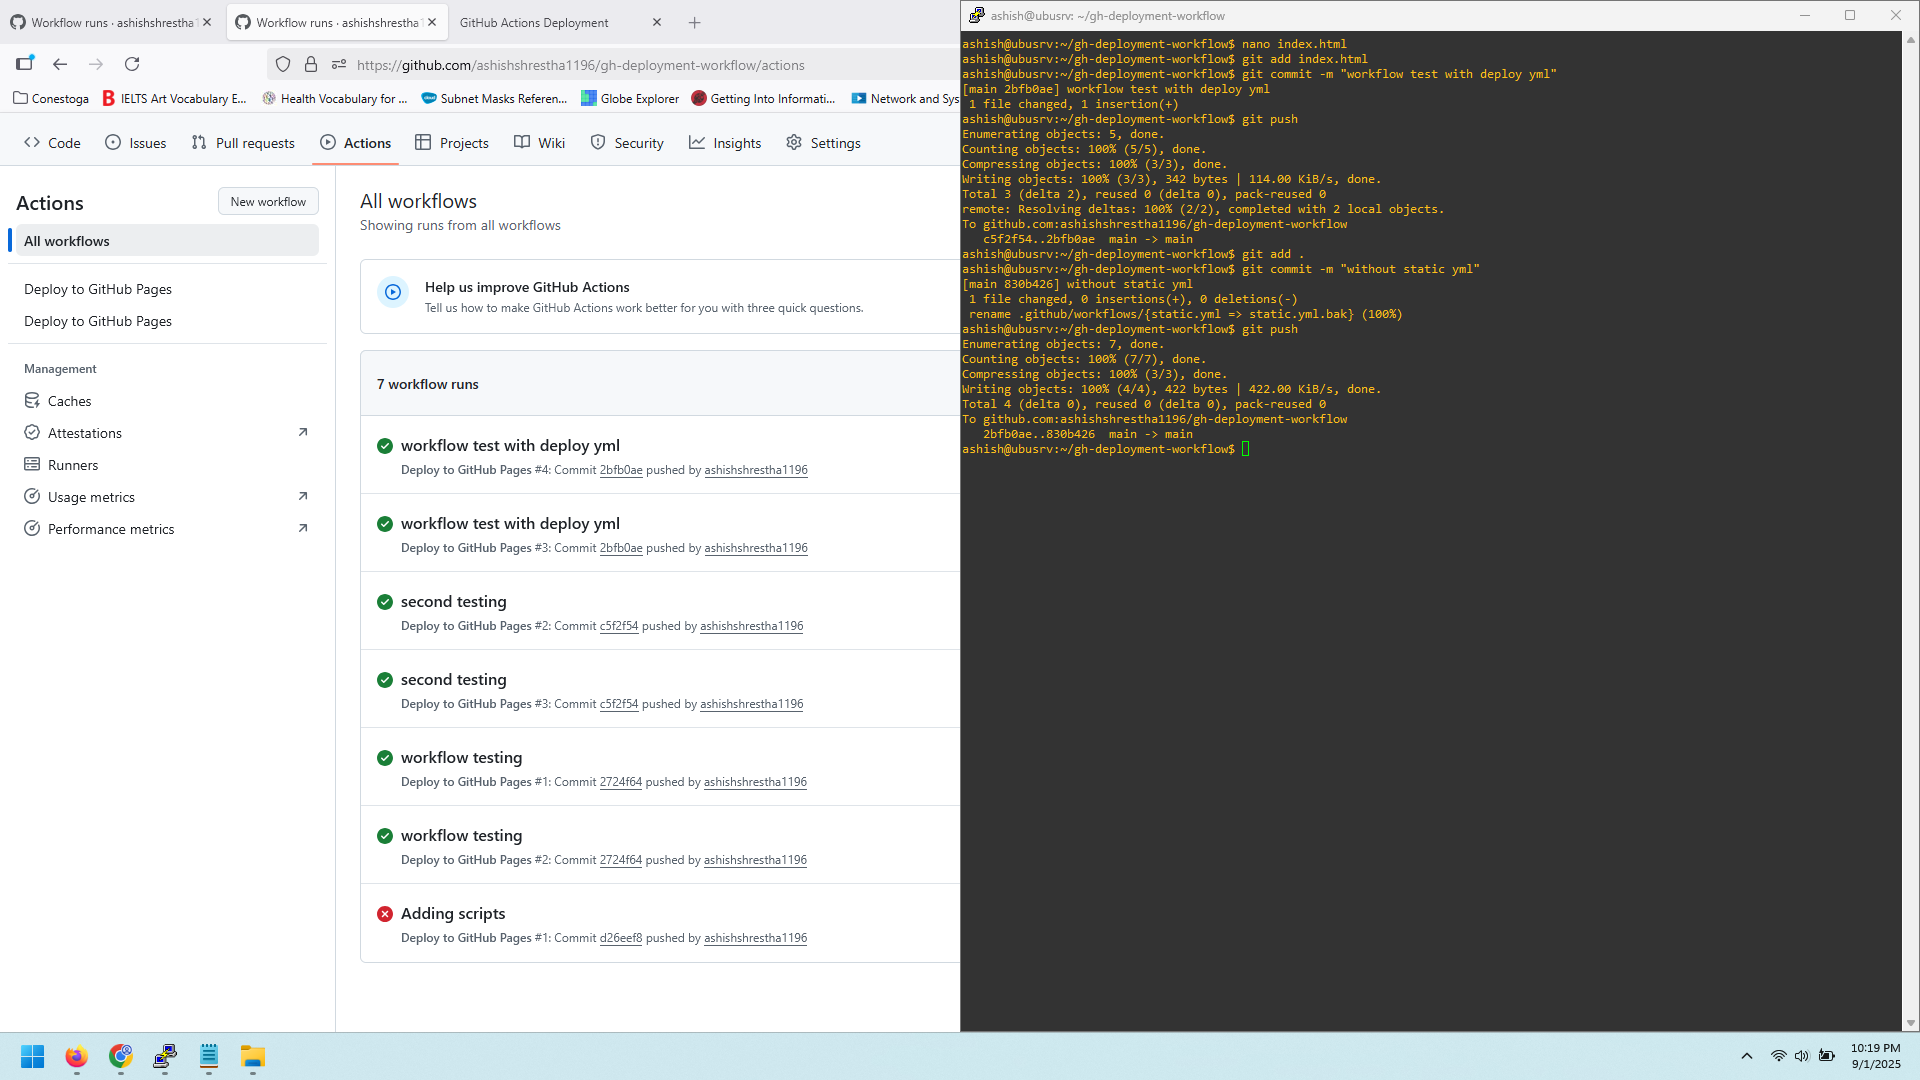 Workflow runs · ashishshrestha1
Workflow runs · ashishshrestha1
GitHub Actions Deployment
https://github.com/ashishshrestha1196/gh-deployment-workflow/actions
Conestoga
IELTS Art Vocabulary E...
Health Vocabulary for ...
Subnet Masks Referen...
Globe Explorer
Getting Into Informati...
Network and Sys
Code
Issues
Pull requests
Actions
Projects
Wiki
Security
Insights
Settings
Actions
New workflow
All workflows
Deploy to GitHub Pages
Deploy to GitHub Pages
Management
Caches
Attestations
Runners
Usage metrics
Performance metrics
All workflows
Showing runs from all workflows
Help us improve GitHub Actions
Tell us how to make GitHub Actions work better for you with three quick questions.
7 workflow runs
workflow test with deploy yml
Deploy to GitHub Pages #4: Commit 2bfb0ae pushed by ashishshrestha1196
workflow test with deploy yml
Deploy to GitHub Pages #3: Commit 2bfb0ae pushed by ashishshrestha1196
second testing
Deploy to GitHub Pages #2: Commit c5f2f54 pushed by ashishshrestha1196
second testing
Deploy to GitHub Pages #3: Commit c5f2f54 pushed by ashishshrestha1196
workflow testing
Deploy to GitHub Pages #1: Commit 2724f64 pushed by ashishshrestha1196
workflow testing
Deploy to GitHub Pages #2: Commit 2724f64 pushed by ashishshrestha1196
Adding scripts
Deploy to GitHub Pages #1: Commit d26eef8 pushed by ashishshrestha1196
ashish@ubusrv: ~/gh-deployment-workflow
ashish@ubusrv:~/gh-deployment-workflow$ nano index.html
ashish@ubusrv:~/gh-deployment-workflow$ git add index.html
ashish@ubusrv:~/gh-deployment-workflow$ git commit -m "workflow test with deploy yml"
[main 2bfb0ae] workflow test with deploy yml
1 file changed, 1 insertion(+)
ashish@ubusrv:~/gh-deployment-workflow$ git push
Enumerating objects: 5, done.
Counting objects: 100% (5/5), done.
Compressing objects: 100% (3/3), done.
Writing objects: 100% (3/3), 342 bytes | 114.00 KiB/s, done.
Total 3 (delta 2), reused 0 (delta 0), pack-reused 0
remote: Resolving deltas: 100% (2/2), completed with 2 local objects.
To github.com:ashishshrestha1196/gh-deployment-workflow
c5f2f54..2bfb0ae  main -> main
ashish@ubusrv:~/gh-deployment-workflow$ git add .
ashish@ubusrv:~/gh-deployment-workflow$ git commit -m "without static yml"
[main 830b426] without static yml
1 file changed, 0 insertions(+), 0 deletions(-)
rename .github/workflows/{static.yml => static.yml.bak} (100%)
ashish@ubusrv:~/gh-deployment-workflow$ git push
Enumerating objects: 7, done.
Counting objects: 100% (7/7), done.
Compressing objects: 100% (3/3), done.
Writing objects: 100% (4/4), 422 bytes | 422.00 KiB/s, done.
Total 4 (delta 0), reused 0 (delta 0), pack-reused 0
To github.com:ashishshrestha1196/gh-deployment-workflow
2bfb0ae..830b426  main -> main
ashish@ubusrv:~/gh-deployment-workflow$
10:19 PM
9/1/2025